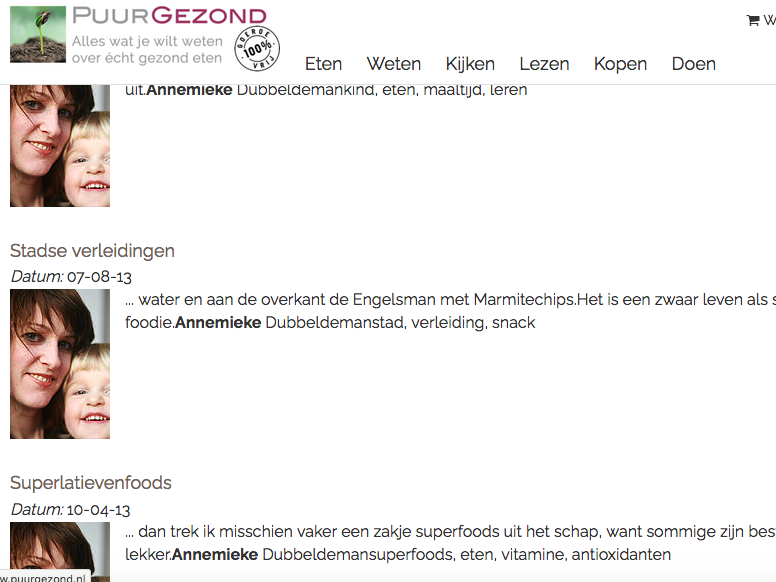 PUURGEZOND
Alles wat je wilt weten
over écht gezond eten
GOEROE
100%
VRIJ
W
Eten Weten Kijken Lezen Kopen Doen
uit.Annemieke Dubbeldemankind, eten, maaltijd, leren
Stadse verleidingen
Datum: 07-08-13
... water en aan de overkant de Engelsman met Marmitechips.Het is een zwaar leven als s
foodie.Annemieke Dubbeldemanstad, verleiding, snack
Superlatievenfoods
Datum: 10-04-13
... dan trek ik misschien vaker een zakje superfoods uit het schap, want sommige zijn bes
lekker.Annemieke Dubbeldemansuperfoods, eten, vitamine, antioxidanten
w.puurgezond.nl